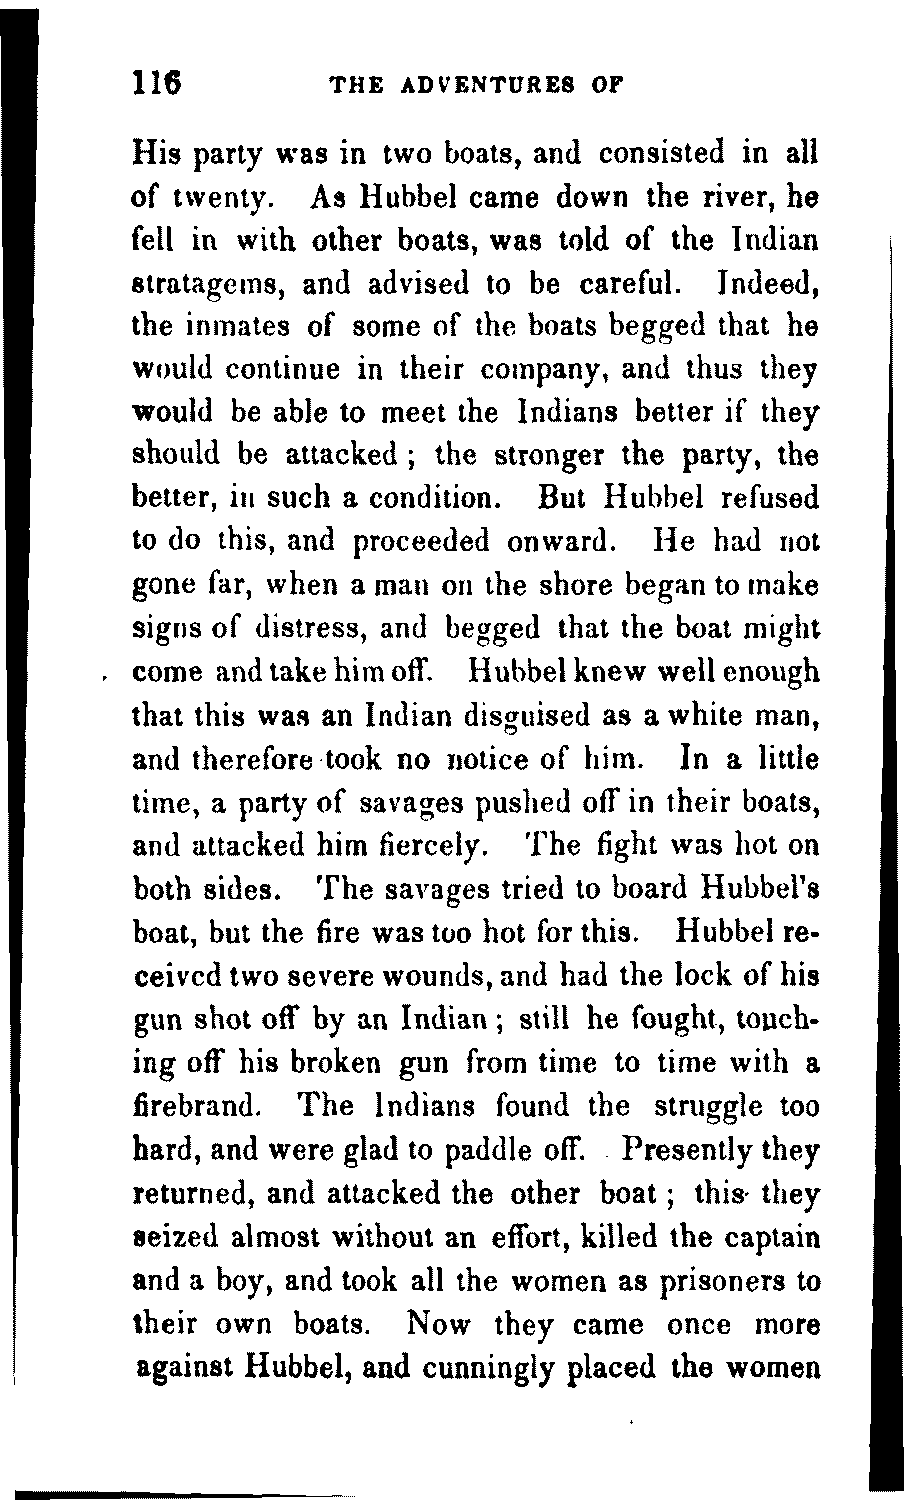 116 THE ADVENTURES OF
His party was in two boats, and consisted in all
of twenty. As Hubbel came down the river, he
fell in with other boats, was told of the Indian
stratagems, and advised to be careful. Indeed,
the inmates of some of the boats begged that he
would continue in their company, and thus they
would be able to meet the Indians better if they
should be attacked ; the stronger the party, the
better, in such a condition. But Hubbel refused
to do this, and proceeded onward. He had not
gone far, when a man on the shore began to make
signs of distress, and begged that the boat might
come and take him off. Hubbel knew well enough
that this was an Indian disguised as a white man,
and therefore took no notice of him. In a little
time, a party of savages pushed off in their boats,
and attacked him fiercely. The fight was hot on
both sides. The savages tried to board Hubbel's
boat, but the fire was too hot for this. Hubbel re-
ceived two severe wounds, and had the lock of his
gun shot off by an Indian ; still he fought, touch-
ing off his broken gun from time to time with a
firebrand. The Indians found the struggle too
hard, and were glad to paddle off. Presently they
returned, and attacked the other boat ; this they
seized almost without an effort, killed the captain
and a boy, and took all the women as prisoners to
their own boats. Now they came once more
against Hubbel, and cunningly placed the women